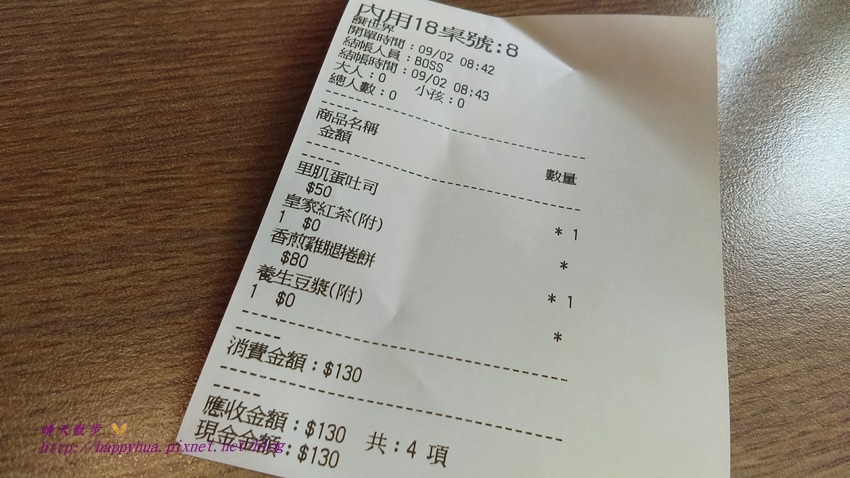 內用18桌號:8
饌世界
開單時間：09/02 08:42
結帳人員：BOSS
結帳時間：09/02 08:43
大人：0 小孩：0
總人數：0
--------------------
商品名稱 數量
金額
--------------------
里肌蛋吐司 * 1
$50
皇家紅茶(附) *
1 $0
香煎雞腿捲餅 * 1
$80
養生豆漿(附) *
1 $0
--------------------
消費金額：$130
--------------------
應收金額：$130 共：4 項
現金金額：$130
晴天散步
http://happyhua.pixnet.net/blog